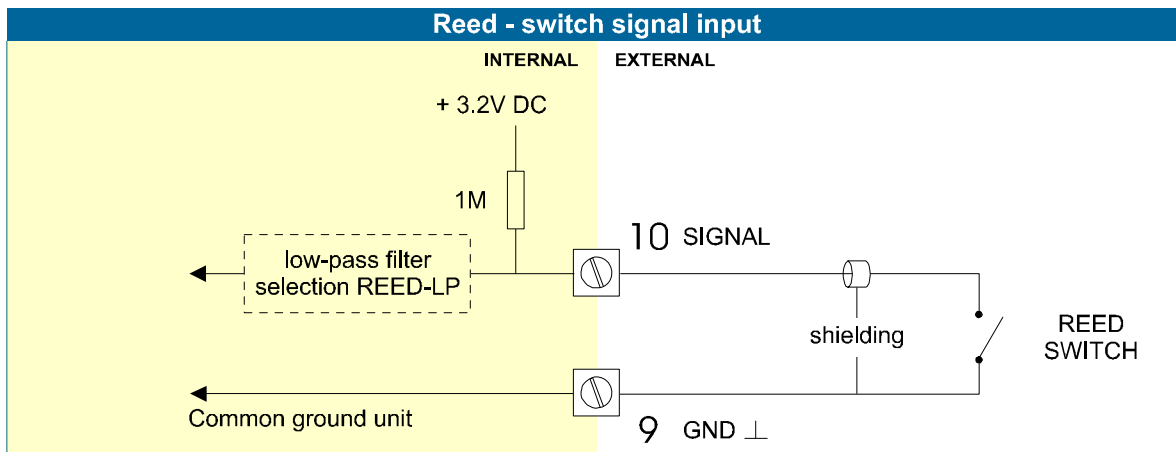 Reed - switch signal input
INTERNAL
EXTERNAL
+ 3.2V DC
1M
10 SIGNAL
low-pass filter
selection REED-LP
shielding
REED
SWITCH
Common ground unit
9 GND ⊥